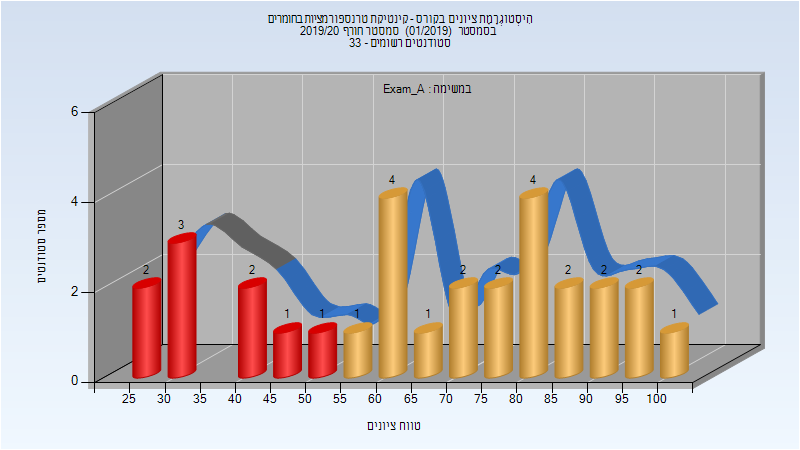 היסטוגרמת ציונים בקורס - קינטיקת טרנספורמציות בחומרים
בסמסטר (01/2019) סמסטר חורף 2019/20
סטודנטים רשומים - 33
במשימה : Exam_A
מספר סטודנטים
6
4
2
0
2 3 2 1 1 1 4 1 2 2 4 2 2 2 1
25 30 35 40 45 50 55 60 65 70 75 80 85 90 95 100
טווח ציונים